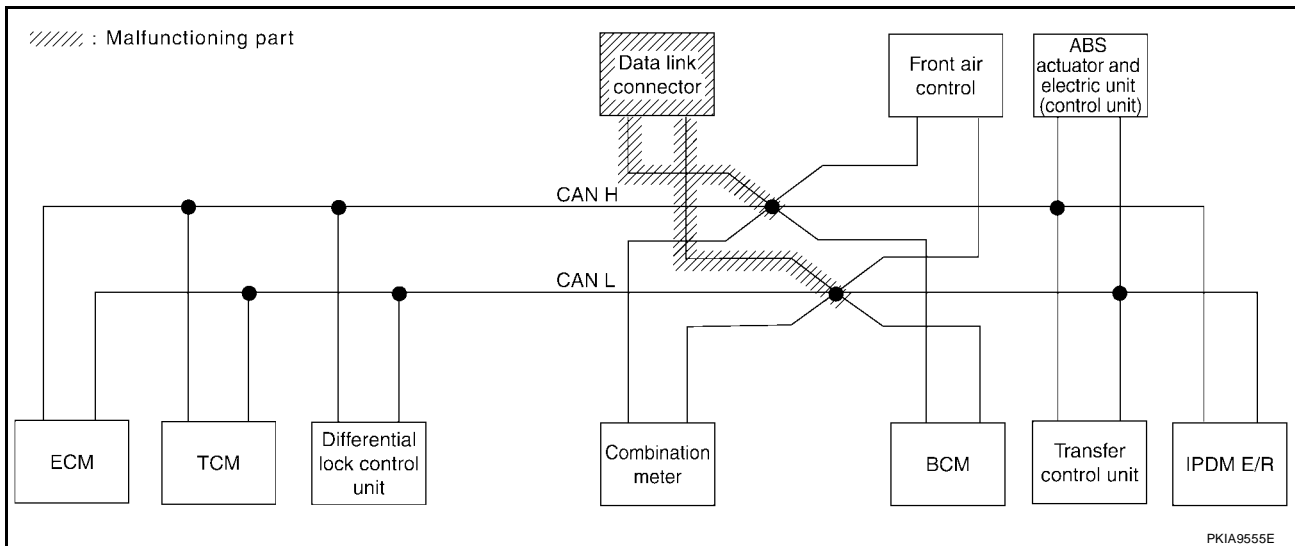 : Malfunctioning part
Data link
connector
Front air
control
ABS
actuator and
electric unit
(control unit)
CAN H
CAN L
ECM
TCM
Differential
lock control
unit
Combination
meter
BCM
Transfer
control unit
IPDM E/R
PKIA9555E